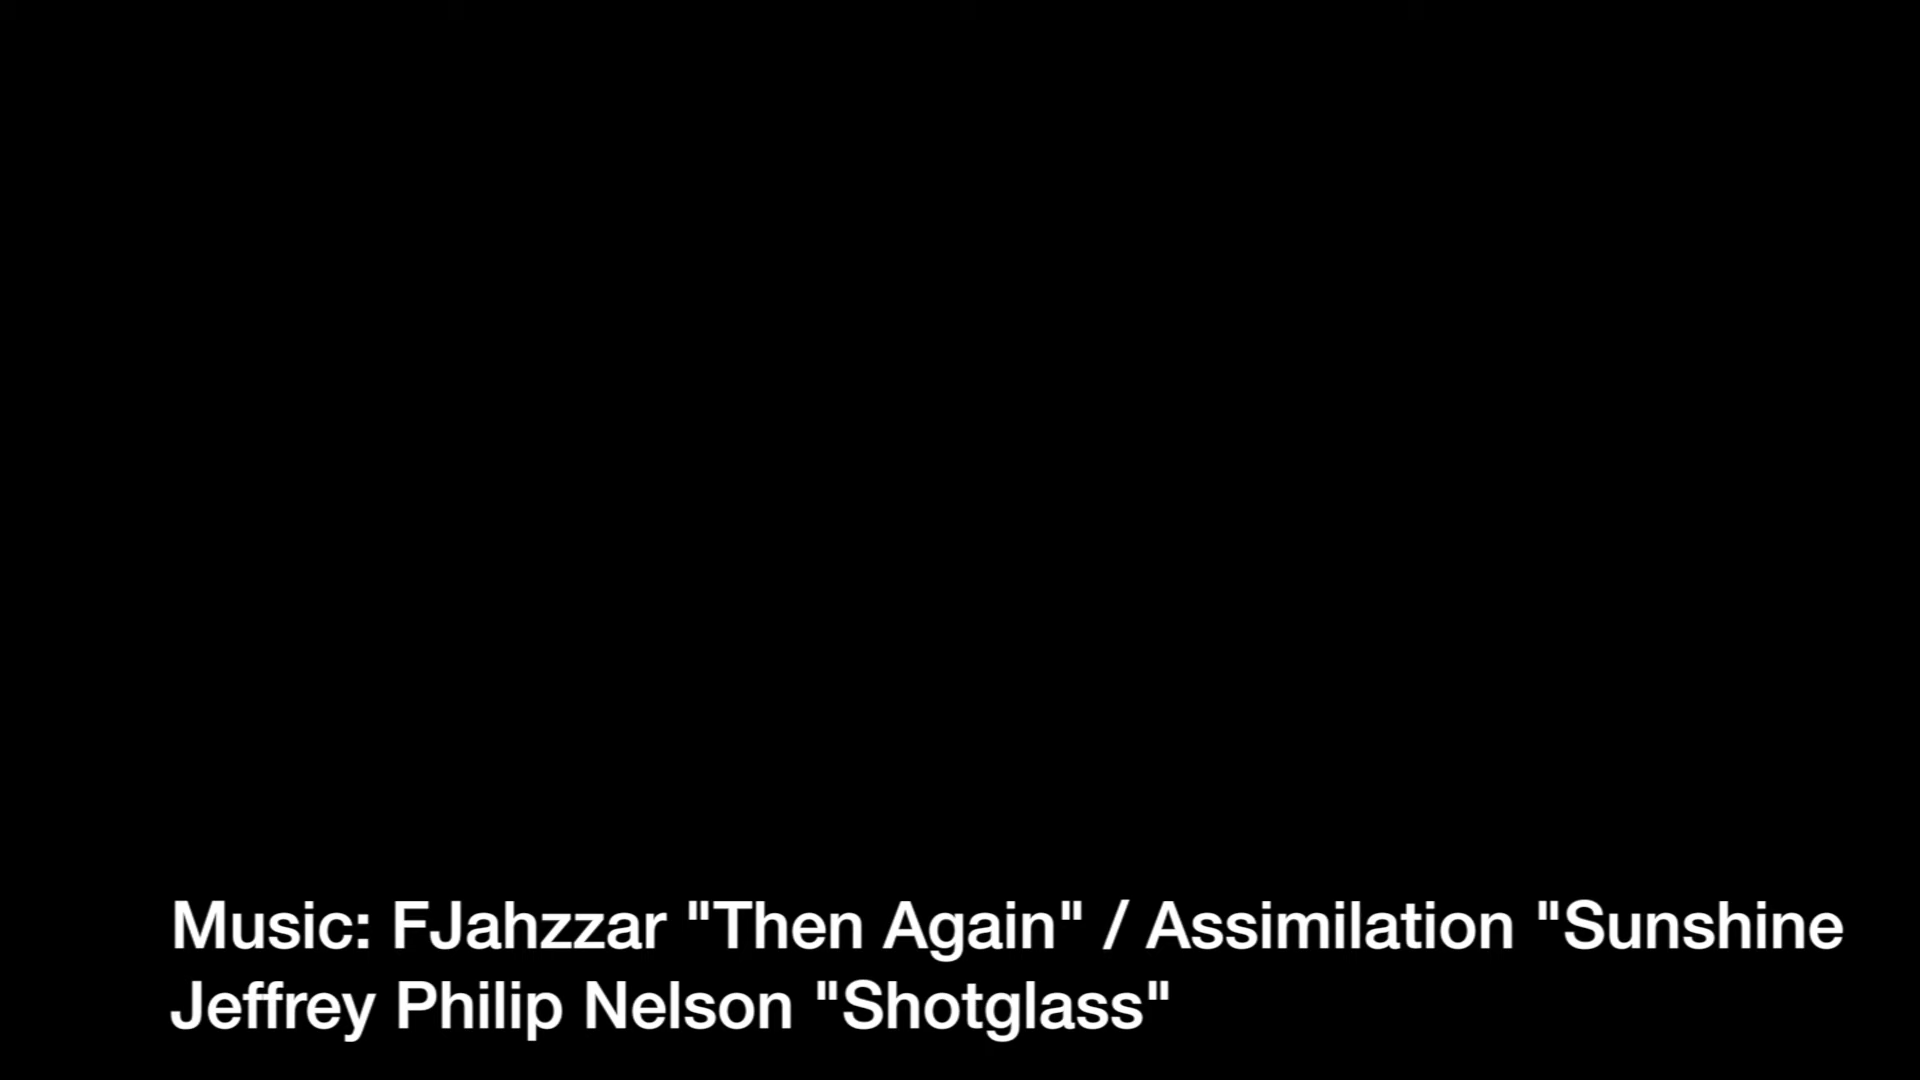 Music: FJahzzar "Then Again" / Assimilation "Sunshine
Jeffrey Philip Nelson "Shotglass"